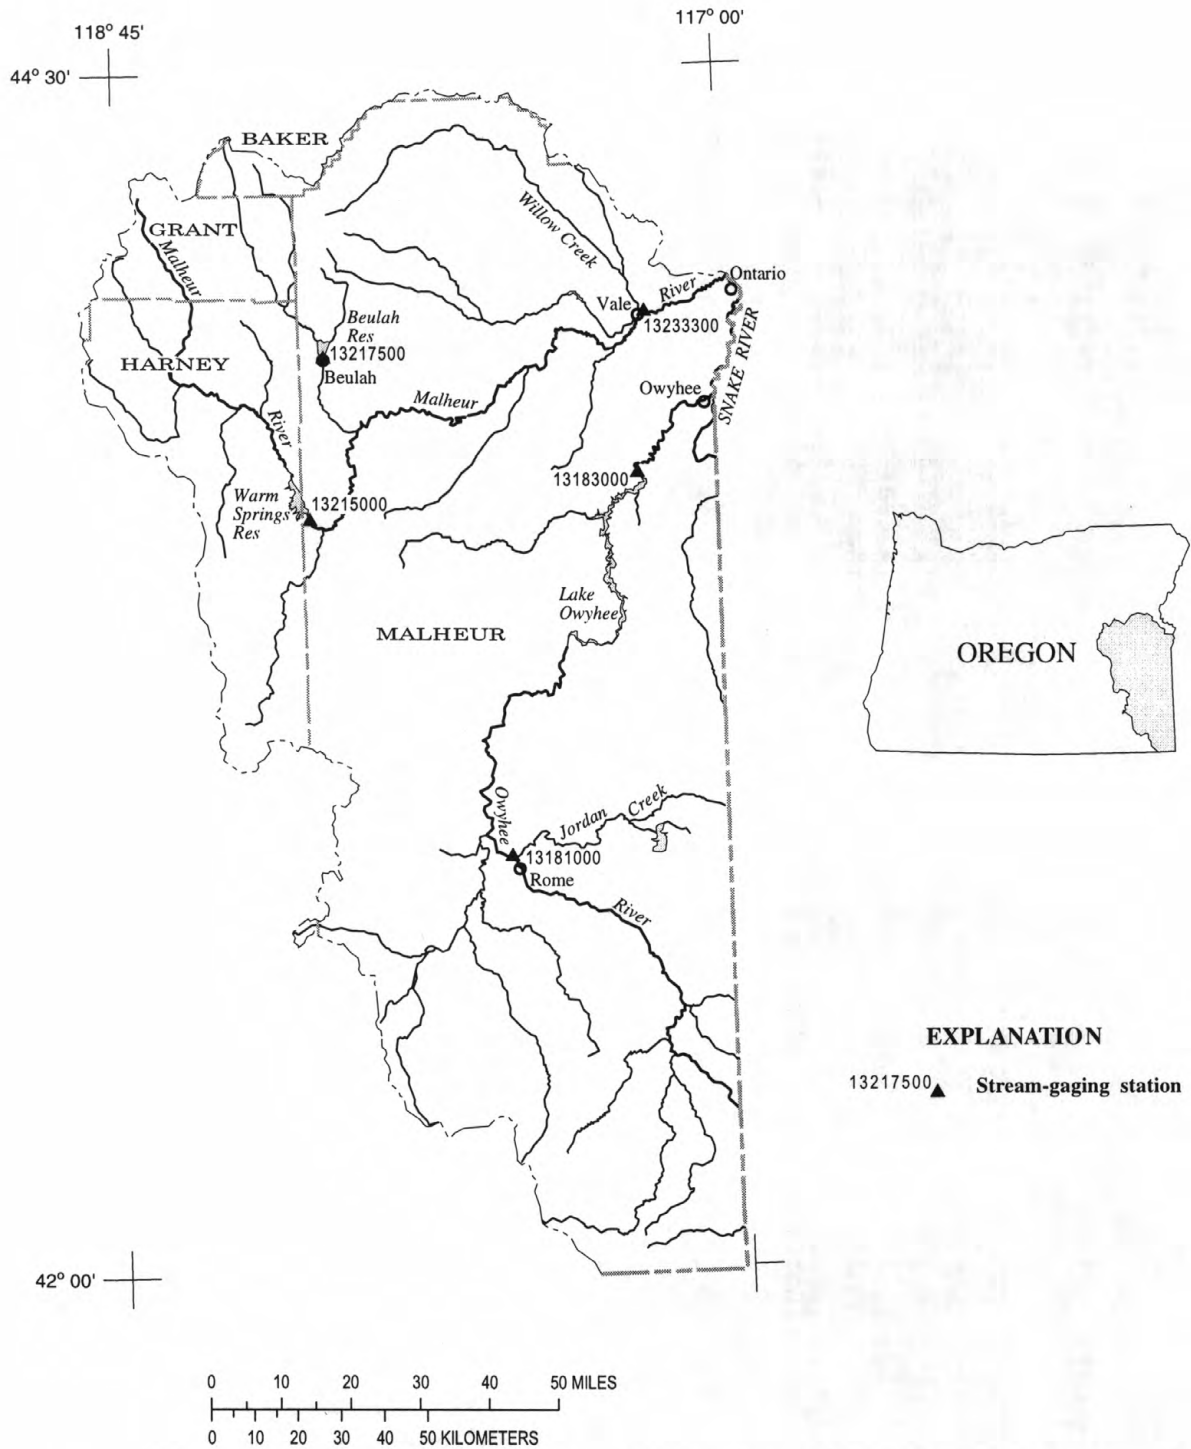 118° 45'
117° 00'
44° 30'
BAKER
Willow Creek
GRANT
Malheur
River
Ontario
Vale
13233300
Beulah
Res
13217500
Beulah
HARNEY
SNAKE RIVER
Owyhee
Malheur
River
13183000
Warm
Springs
Res
13215000
Lake
Owyhee
MALHEUR
OREGON
Owyhee
Jordan Creek
13181000
Rome
River
EXPLANATION
13217500 Stream-gaging station
42° 00'
0 10 20 30 40 50 MILES
0 10 20 30 40 50 KILOMETERS